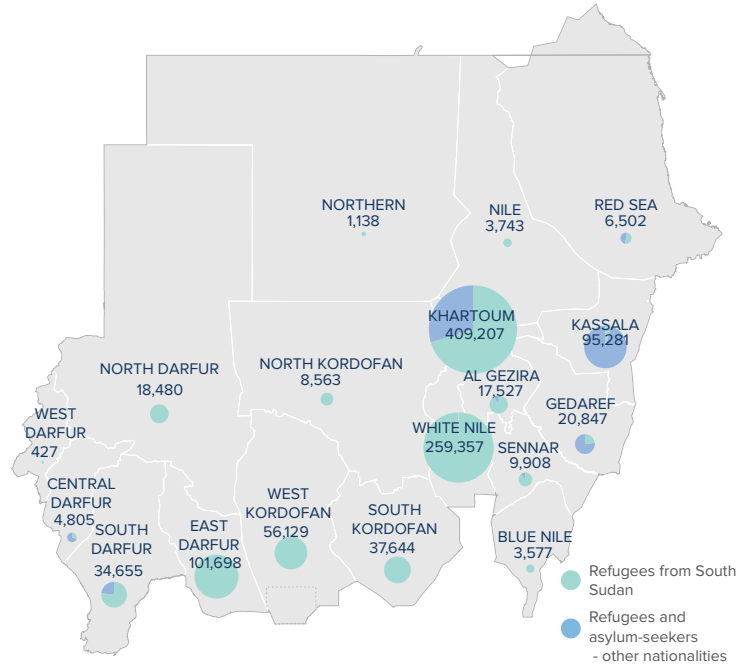 NORTHERN
1,138
NILE
3,743
RED SEA
6,502
KHARTOUM
409,207
KASSALA
95,281
NORTH DARFUR
18,480
NORTH KORDOFAN
8,563
AL GEZIRA
17,527
GEDAREF
20,847
WEST
DARFUR
427
WHITE NILE
259,357
SENNAR
9,908
CENTRAL
DARFUR
4,805
SOUTH
DARFUR
34,655
EAST
DARFUR
101,698
WEST
KORDOFAN
56,129
SOUTH
KORDOFAN
37,644
BLUE NILE
3,577
Refugees from South
Sudan
Refugees and
asylum-seekers
- other nationalities